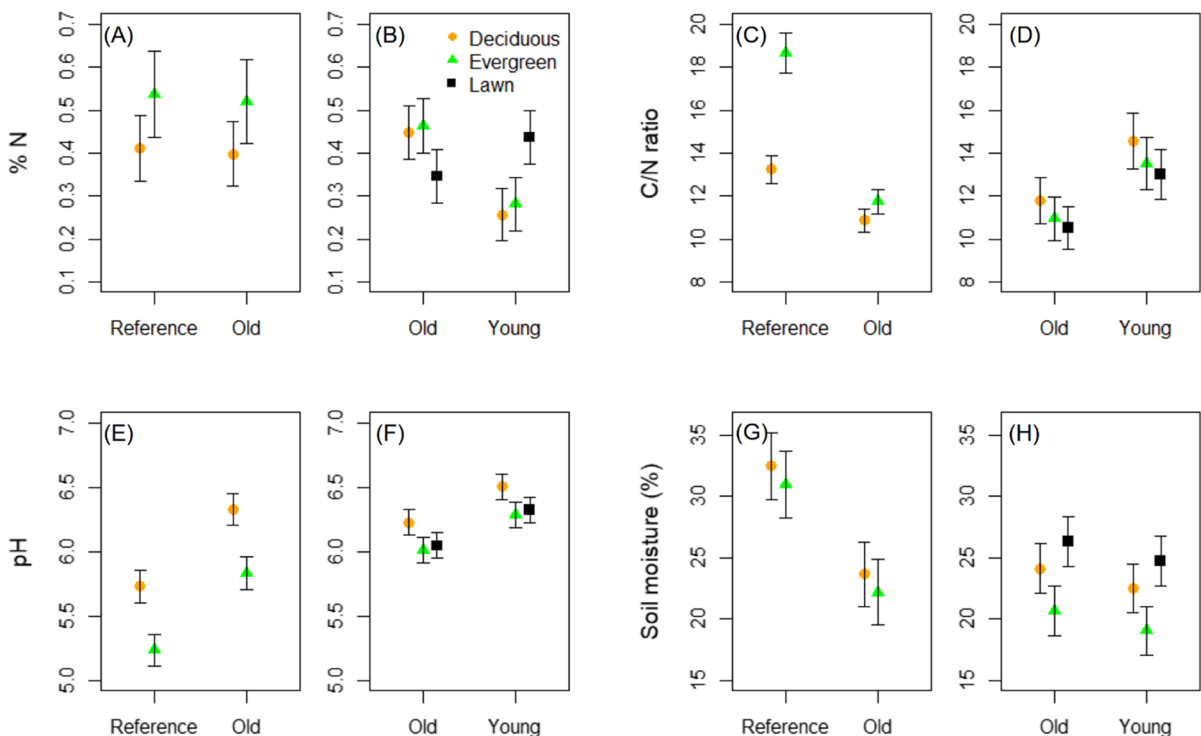 (A)
% N
0.7
0.6
0.5
0.4
0.3
0.2
0.1
Reference Old
(B)
Deciduous
Evergreen
Lawn
0.7
0.6
0.5
0.4
0.3
0.2
0.1
Old Young
(C)
C/N ratio
20
18
16
14
12
10
8
Reference Old
(D)
20
18
16
14
12
10
8
Old Young
(E)
pH
7.0
6.5
6.0
5.5
5.0
Reference Old
(F)
7.0
6.5
6.0
5.5
5.0
Old Young
(G)
Soil moisture (%)
35
30
25
20
15
Reference Old
(H)
35
30
25
20
15
Old Young